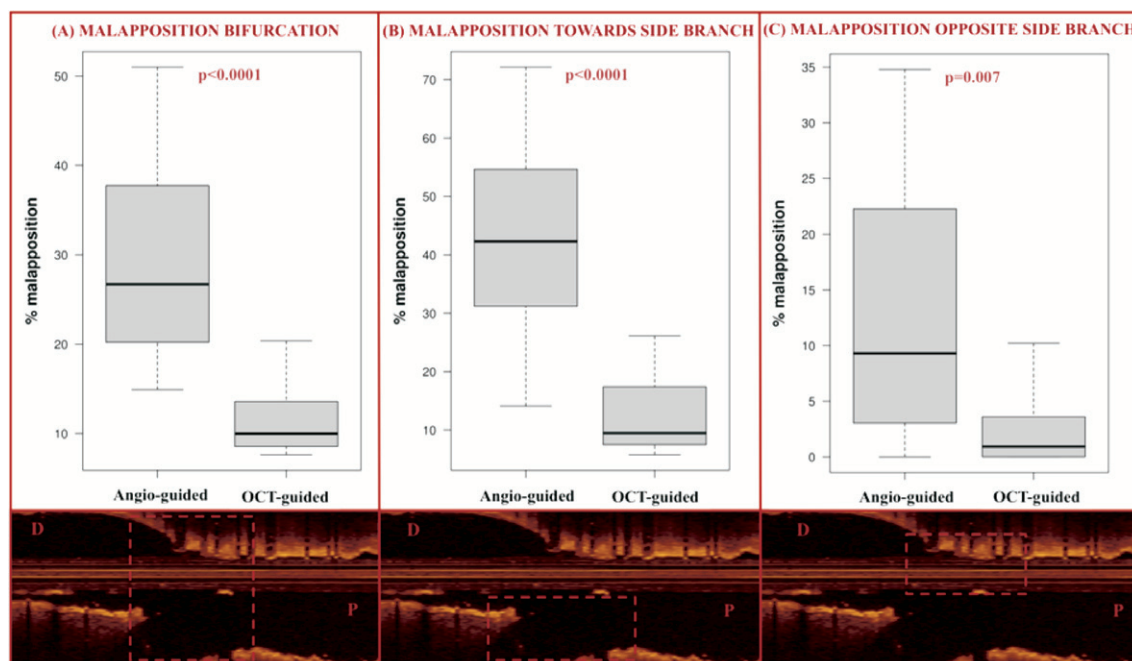 (A) MALAPPOSITION BIFURCATION
p<0.0001
50
40
30
20
10
% malapposition
Angio-guided OCT-guided
D
P
(B) MALAPPOSITION TOWARDS SIDE BRANCH
p<0.0001
70
60
50
40
30
20
10
% malapposition
Angio-guided OCT-guided
D
P
(C) MALAPPOSITION OPPOSITE SIDE BRANCH
p=0.007
35
30
25
20
15
10
5
0
% malapposition
Angio-guided OCT-guided
D
P